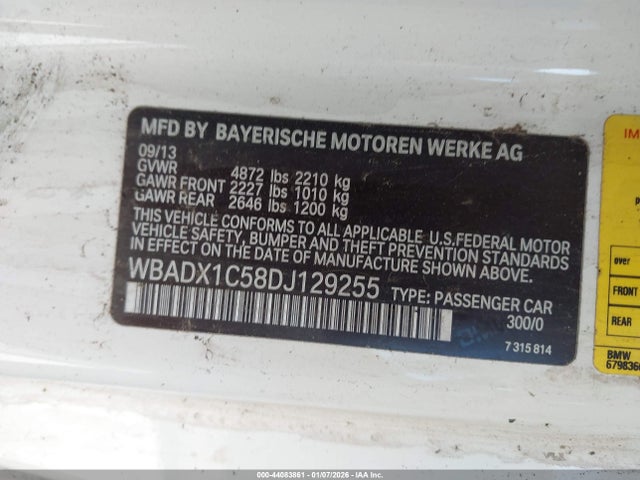 MFD BY BAYERISCHE MOTOREN WERKE AG
09/13
GVWR 4872 lbs 2210 kg
GAWR FRONT 2227 lbs 1010 kg
GAWR REAR 2646 lbs 1200 kg
THIS VEHICLE CONFORMS TO ALL APPLICABLE U.S.FEDERAL MOTOR
VEHICLE SAFETY, BUMPER AND THEFT PREVENTION STANDARDS
IN EFFECT ON THE DATE OF MANUFACTURE SHOWN ABOVE.
WBADX1C58DJ129255 TYPE: PASSENGER CAR
300/0
7 315 814
over
FRONT
REAR
BMW
000-44083861 - 01/07/2026 - IAAI.COM